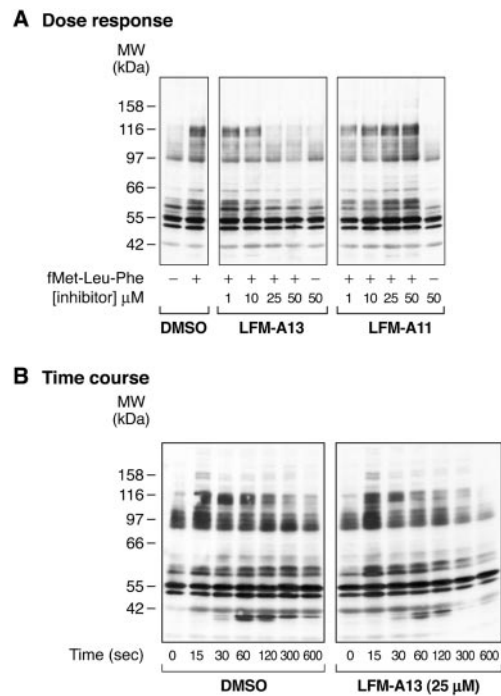 A Dose response
MW
(kDa)
158
116
97
66
55
42
fMet-Leu-Phe − + + + + + − + + + + −
[inhibitor] μM 1 10 25 50 50 1 10 25 50 50
DMSO LFM-A13 LFM-A11
B Time course
MW
(kDa)
158
116
97
66
55
42
Time (sec) 0 15 30 60 120 300 600 0 15 30 60 120 300 600
DMSO LFM-A13 (25 μM)